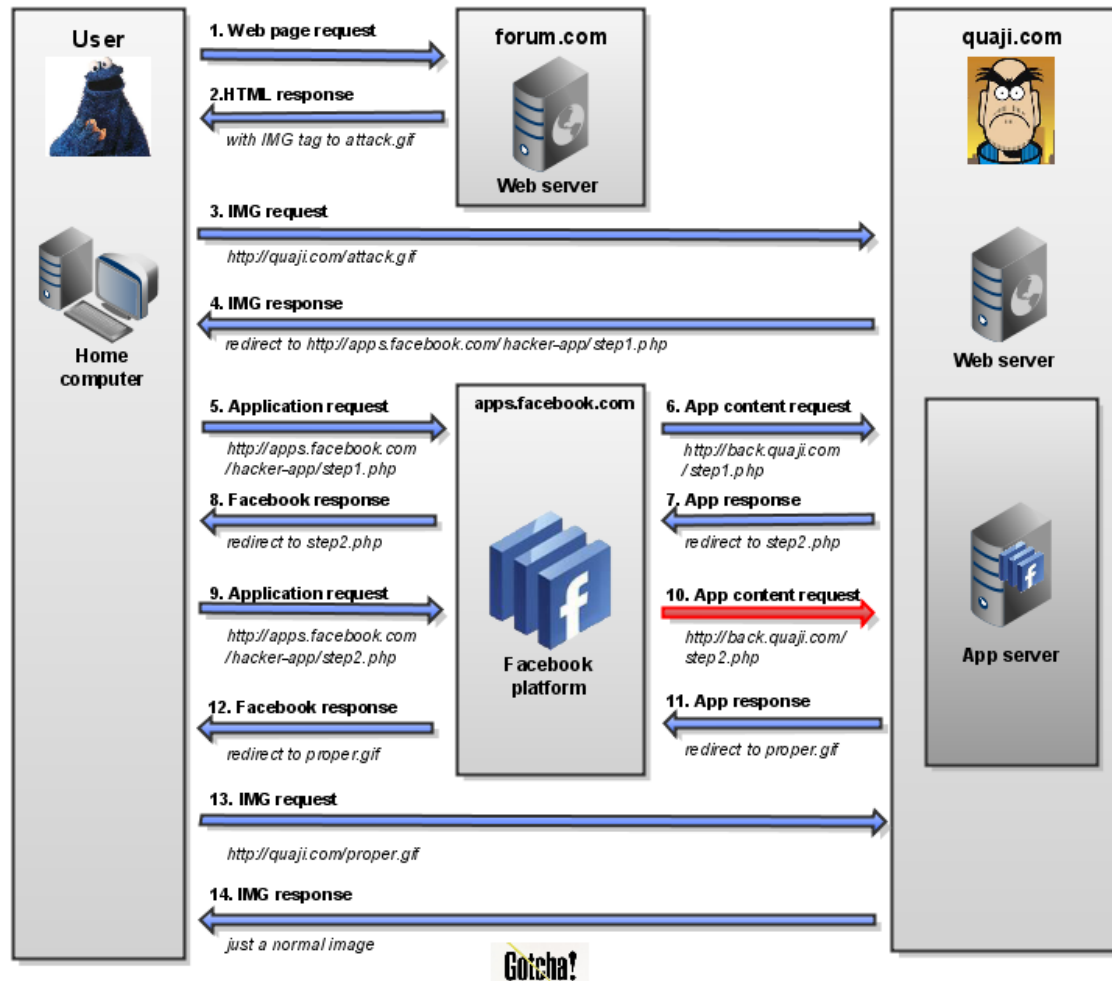 User
forum.com
quaji.com
1. Web page request
2.HTML response
with IMG tag to attack.gif
Web server
3. IMG request
http://quaji.com/attack.gif
4. IMG response
redirect to http://apps.facebook.com/hacker-app/step1.php
Home
computer
Web server
5. Application request
apps.facebook.com
6. App content request
http://apps.facebook.com
/hacker-app/step1.php
http://back.quaji.com
/step1.php
8. Facebook response
7. App response
redirect to step2.php
redirect to step2.php
9. Application request
10. App content request
http://apps.facebook.com
/hacker-app/step2.php
http://back.quaji.com/
step2.php
Facebook
platform
App server
12. Facebook response
11. App response
redirect to proper.gif
redirect to proper.gif
13. IMG request
http://quaji.com/proper.gif
14. IMG response
just a normal image
Gotcha!